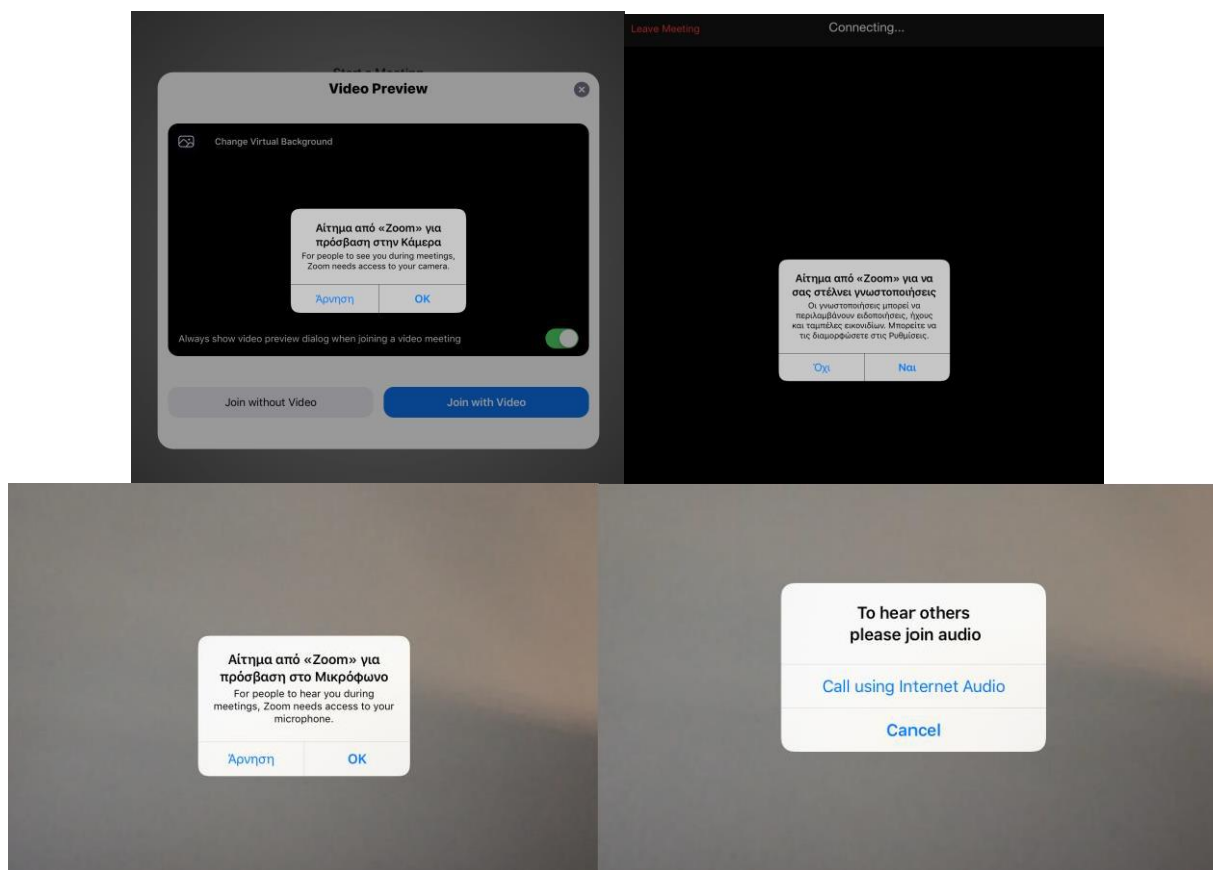 Start a Meeting
Video Preview
Change Virtual Background
Αίτημα από «Zoom» για
πρόσβαση στην Κάμερα
For people to see you during meetings,
Zoom needs access to your camera.
Άρνηση
OK
Always show video preview dialog when joining a video meeting
Join without Video
Join with Video
Leave Meeting
Connecting...
Αίτημα από «Zoom» για να
σας στέλνει γνωστοποιήσεις
Οι γνωστοποιήσεις μπορεί να
περιλαμβάνουν ειδοποιήσεις, ήχους
και ταμπέλες εικονιδίων. Μπορείτε να
τις διαμορφώσετε στις Ρυθμίσεις.
Όχι
Ναι
Αίτημα από «Zoom» για
πρόσβαση στο Μικρόφωνο
For people to hear you during
meetings, Zoom needs access to your
microphone.
Άρνηση
OK
To hear others
please join audio
Call using Internet Audio
Cancel